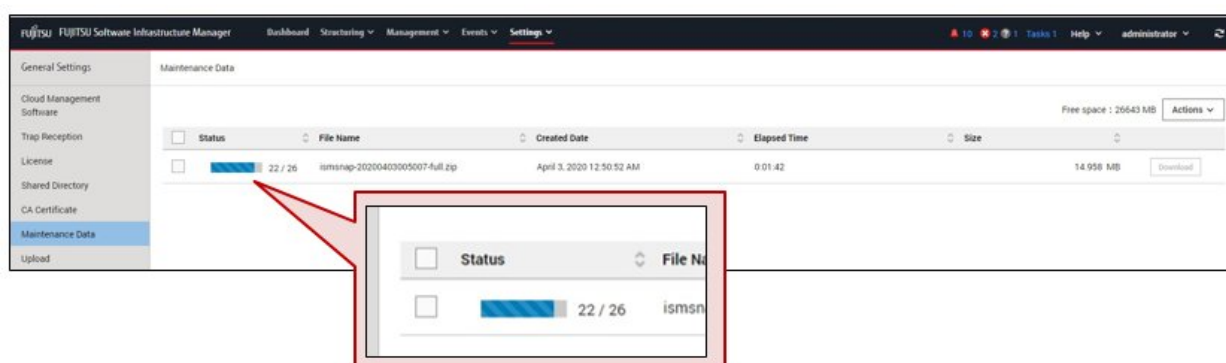 FUJITSU FUJITSU Software Infrastructure Manager Dashboard Structuring Management Events Settings 10 2 1 Tasks 1 Help administrator
General Settings Maintenance Data
Cloud Management Software
Free space : 26643 MB Actions
Trap Reception
Status File Name Created Date Elapsed Time Size
License
22 / 26 ismsnap-20200403005007-full.zip April 3, 2020 12:50:52 AM 0:01:42 14.958 MB Download
Shared Directory
CA Certificate
Maintenance Data
Upload
Status File Na
22 / 26 ismsn